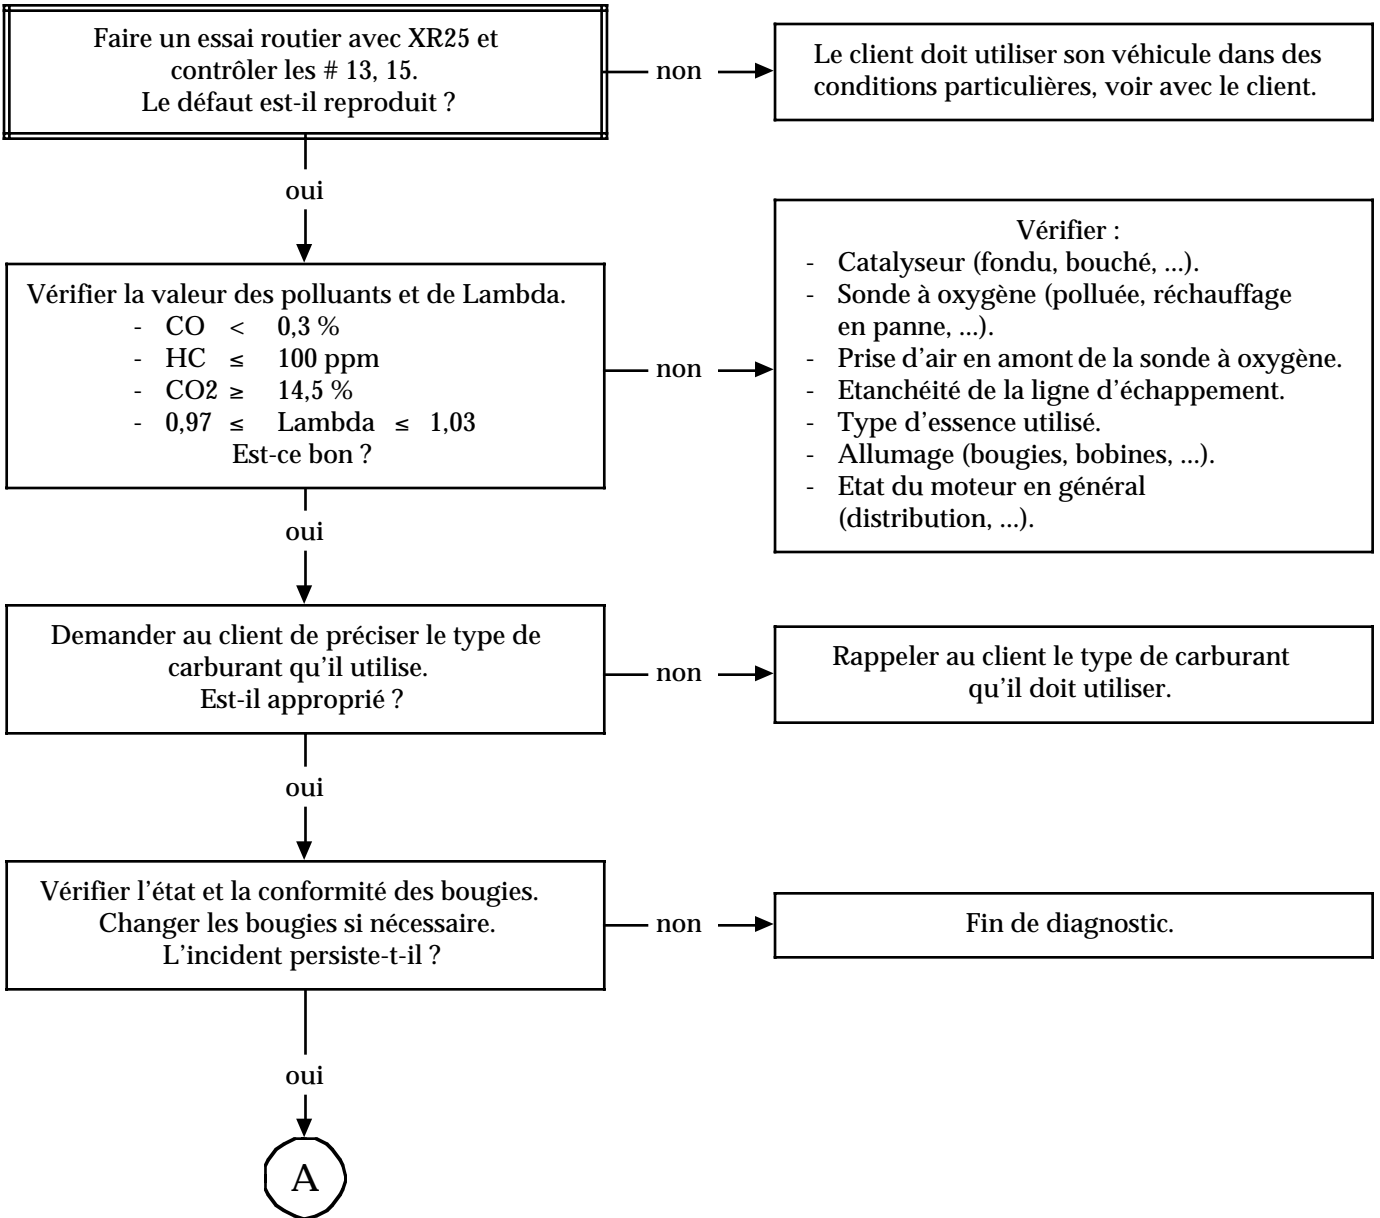 Faire un essai routier avec XR25 et
contrôler les # 13, 15.
Le défaut est-il reproduit ?
non
Le client doit utiliser son véhicule dans des
conditions particulières, voir avec le client.
oui
Vérifier la valeur des polluants et de Lambda.
- CO < 0,3 %
- HC ≤ 100 ppm
- CO2 ≥ 14,5 %
- 0,97 ≤ Lambda ≤ 1,03
Est-ce bon ?
non
Vérifier :
- Catalyseur (fondu, bouché, ...).
- Sonde à oxygène (polluée, réchauffage
en panne, ...).
- Prise d'air en amont de la sonde à oxygène.
- Etanchéité de la ligne d'échappement.
- Type d'essence utilisé.
- Allumage (bougies, bobines, ...).
- Etat du moteur en général
(distribution, ...).
oui
Demander au client de préciser le type de
carburant qu'il utilise.
Est-il approprié ?
non
Rappeler au client le type de carburant
qu'il doit utiliser.
oui
Vérifier l'état et la conformité des bougies.
Changer les bougies si nécessaire.
L'incident persiste-t-il ?
non
Fin de diagnostic.
oui
A